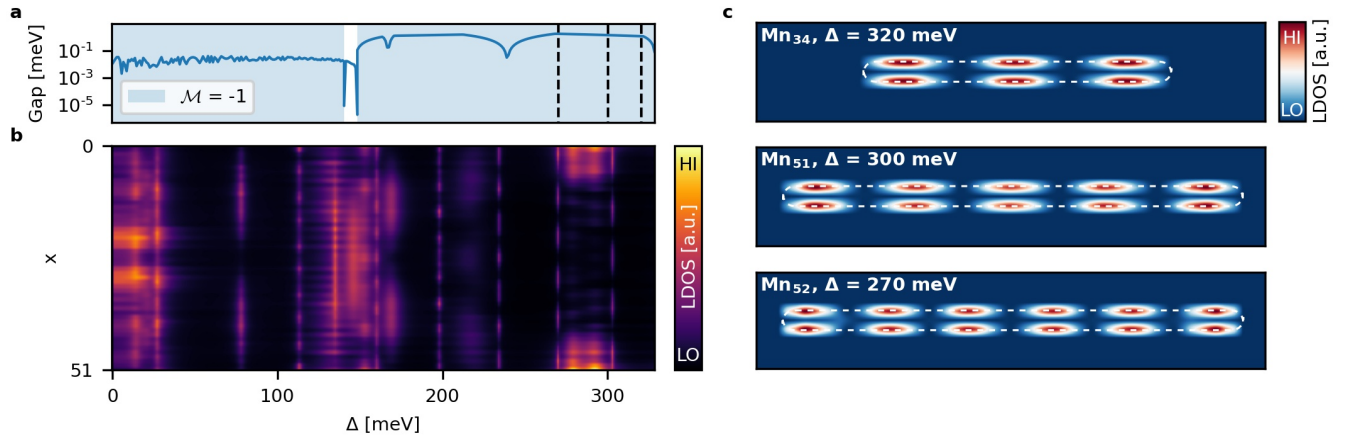 a
Gap [meV]
10⁻¹
10⁻³
10⁻⁵
ℳ = -1
b
0
x
51
0
100
200
300
Δ [meV]
HI
LDOS [a.u.]
LO
c
Mn₃₄, Δ = 320 meV
HI
LO
LDOS [a.u.]
Mn₅₁, Δ = 300 meV
Mn₅₂, Δ = 270 meV